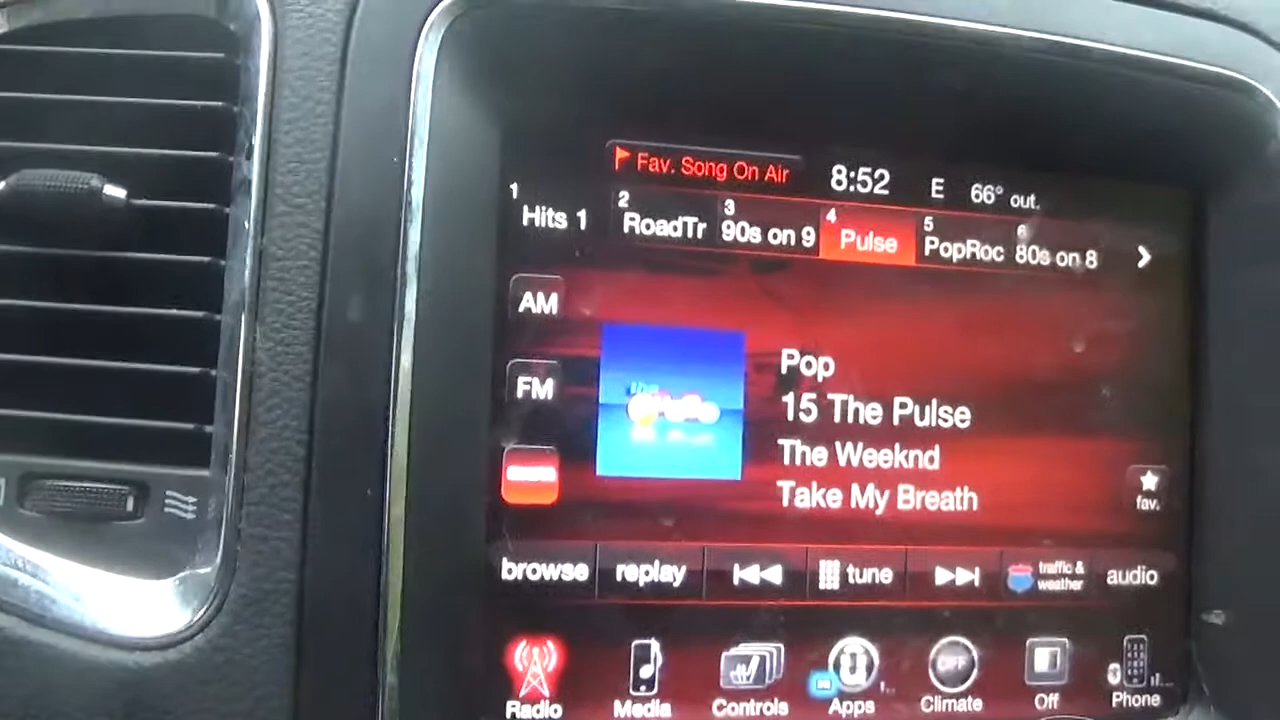 Fav. Song On Air
8:52
E
66° out.
1 Hits 1
2 RoadTr
3 90s on 9
4 Pulse
5 PopRoc
6 80s on 8
AM
FM
Pop
15 The Pulse
The Weeknd
Take My Breath
fav.
browse
replay
tune
traffic &
weather
audio
OFF
Radio
Media
Controls
Apps
Climate
Off
Phone